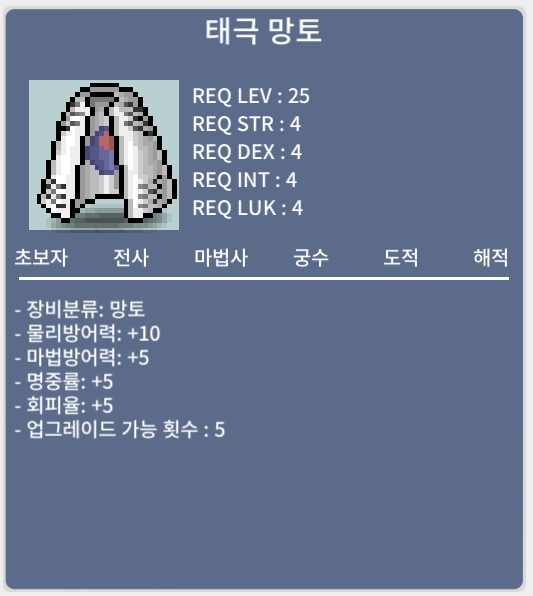 태극 망토
REQ LEV : 25
REQ STR : 4
REQ DEX : 4
REQ INT : 4
REQ LUK : 4
초보자 전사 마법사 궁수 도적 해적
- 장비분류: 망토
- 물리방어력: +10
- 마법방어력: +5
- 명중률: +5
- 회피율: +5
- 업그레이드 가능 횟수 : 5